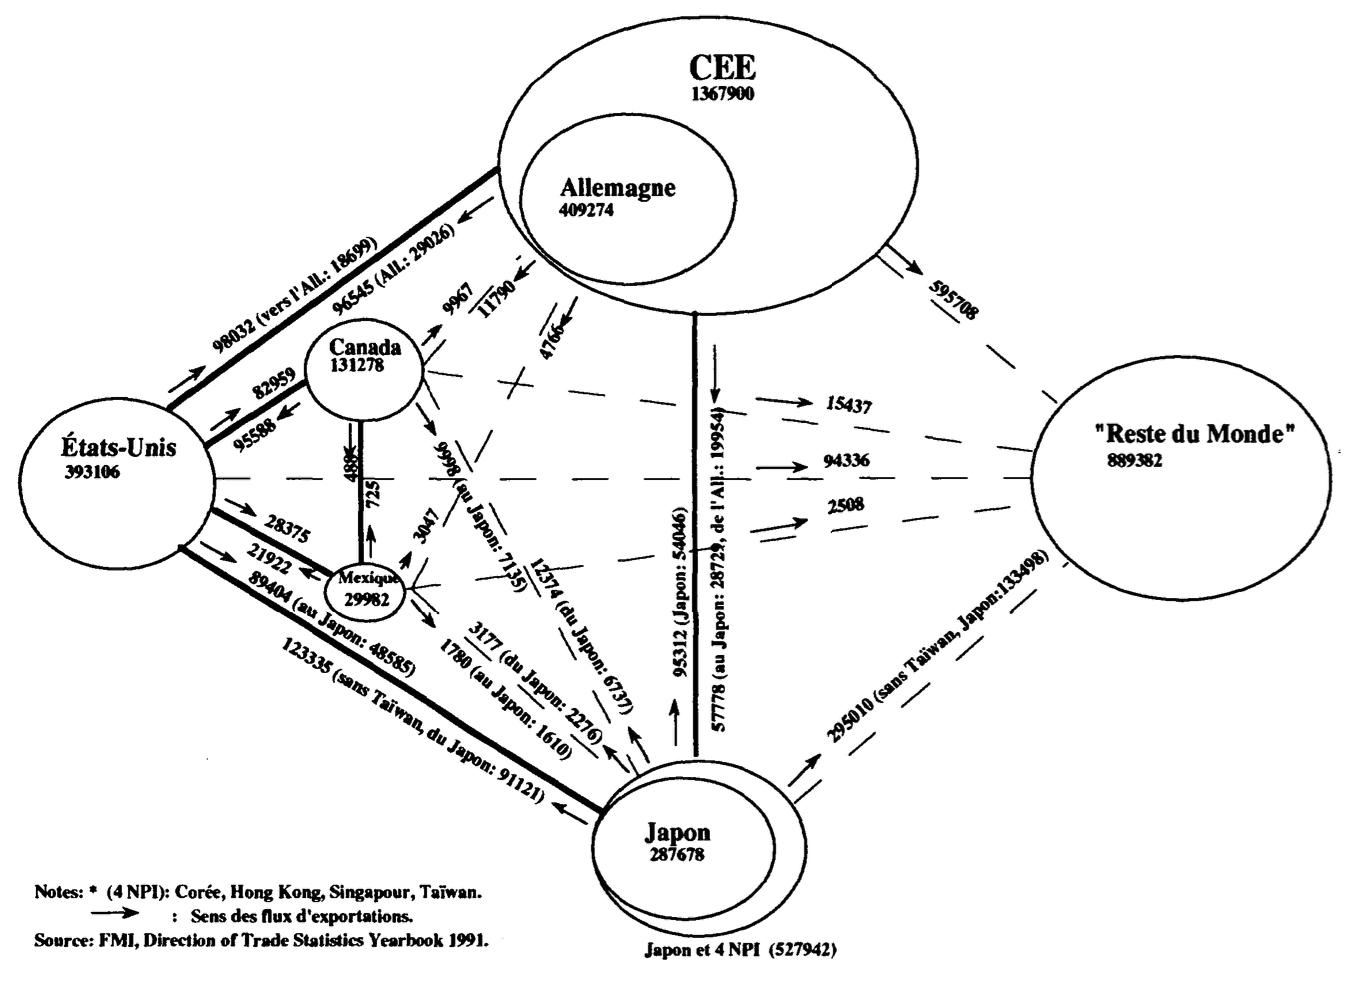 CEE
1367900
Allemagne
409274
98032 (vers l'All.: 18699)
96545 (All.: 29026)
9967
11790
4766
595708
Canada
131278
82959
95588
15437
États-Unis
393106
94336
"Reste du Monde"
889382
2508
725
3047
9998 (au Japon: 7135)
12374 (du Japon: 6737)
28375
21922
Mexique
29982
89404 (au Japon: 48585)
123335 (sans Taïwan, du Japon: 91121)
3177 (du Japon: 2276)
1780 (au Japon: 1610)
95312 (Japon: 54046)
57778 (au Japon: 28729, de l'All.: 19954)
295010 (sans Taïwan, Japon:133498)
Japon
287678
Japon et 4 NPI (527942)
Notes: * (4 NPI): Corée, Hong Kong, Singapour, Taïwan.
: Sens des flux d'exportations.
Source: FMI, Direction of Trade Statistics Yearbook 1991.